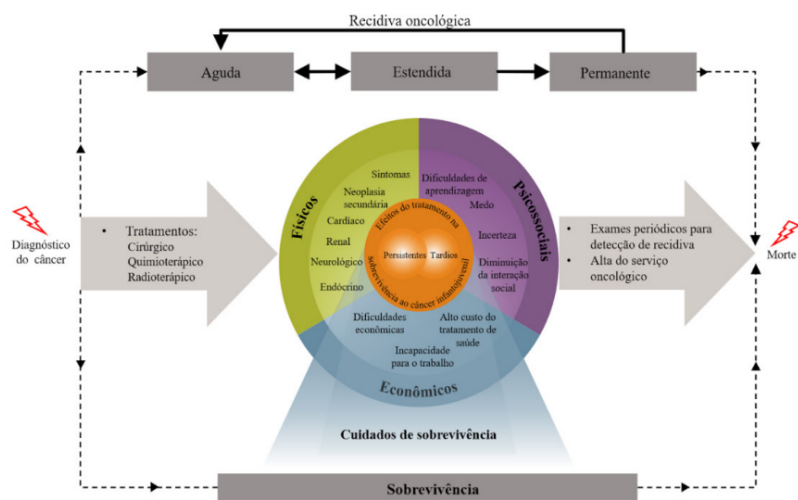 Recidiva oncológica
Aguda
Estendida
Permanente
Diagnóstico
do câncer
• Tratamentos:
Cirúrgico
Quimioterápico
Radioterápico
Físicos
Sintomas
Neoplasia
secundária
Cardíaco
Renal
Neurológico
Endócrino
Psicossociais
Dificuldades de
aprendizagem
Medo
Incerteza
Diminuição
da interação
social
Efeitos do tratamento na
Persistentes
Tardios
sobrevivência ao câncer infantojuvenil
Dificuldades
econômicas
Alto custo do
tratamento de
saúde
Incapacidade
para o trabalho
Econômicos
• Exames periódicos para
detecção de recidiva
• Alta do serviço
oncológico
Morte
Cuidados de sobrevivência
Sobrevivência